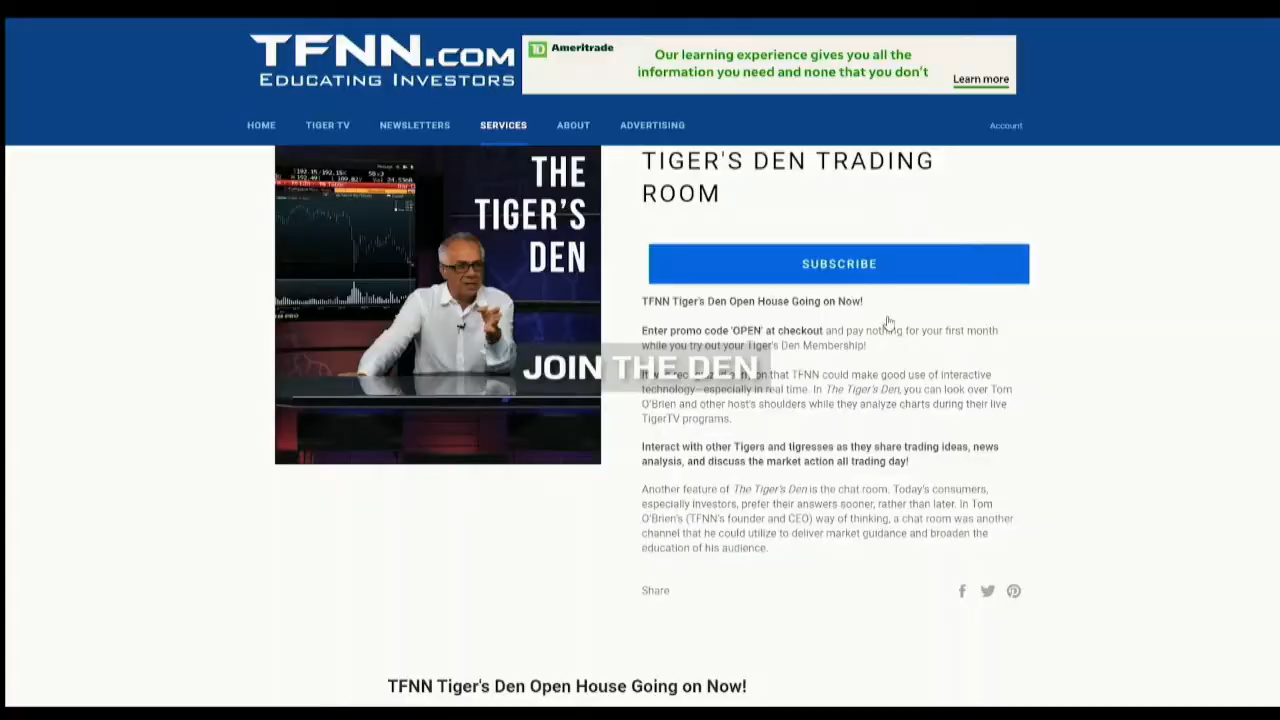 TFNN.COM
EDUCATING INVESTORS
TD Ameritrade
Our learning experience gives you all the
information you need and none that you don't
Learn more
HOME TIGER TV NEWSLETTERS SERVICES ABOUT ADVERTISING Account
THE
TIGER'S
DEN
TIGER'S DEN TRADING
ROOM
SUBSCRIBE
TFNN Tiger's Den Open House Going on Now!
Enter promo code 'OPEN' at checkout and pay nothing for your first month
while you try out your Tiger's Den Membership!
JOIN THE DEN
that TFNN could make good use of interactive
technology—especially in real time. In The Tiger's Den, you can look over Tom
O'Brien and other host's shoulders while they analyze charts during their live
TigerTV programs.
Interact with other Tigers and tigresses as they share trading ideas, news
analysis, and discuss the market action all trading day!
Another feature of The Tiger's Den is the chat room. Today's consumers,
especially investors, prefer their answers sooner, rather than later. In Tom
O'Brien's (TFNN's founder and CEO) way of thinking, a chat room was another
channel that he could utilize to deliver market guidance and broaden the
education of his audience.
Share
TFNN Tiger's Den Open House Going on Now!